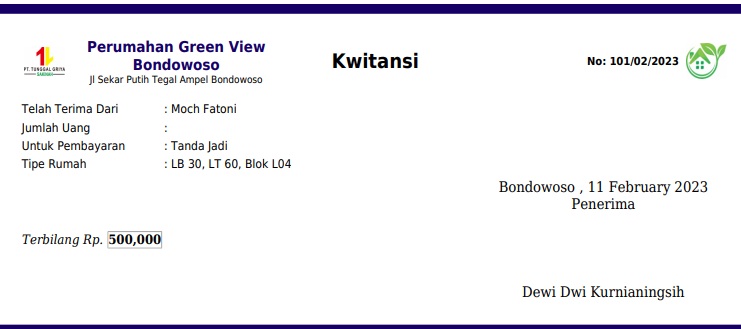 Perumahan Green View
Bondowoso
Jl Sekar Putih Tegal Ampel Bondowoso
PT. TUNGGAL GRIYA
Kwitansi
No: 101/02/2023
Telah Terima Dari : Moch Fatoni
Jumlah Uang :
Untuk Pembayaran : Tanda Jadi
Tipe Rumah : LB 30, LT 60, Blok L04
Bondowoso , 11 February 2023
Penerima
Terbilang Rp. 500,000
Dewi Dwi Kurnianingsih